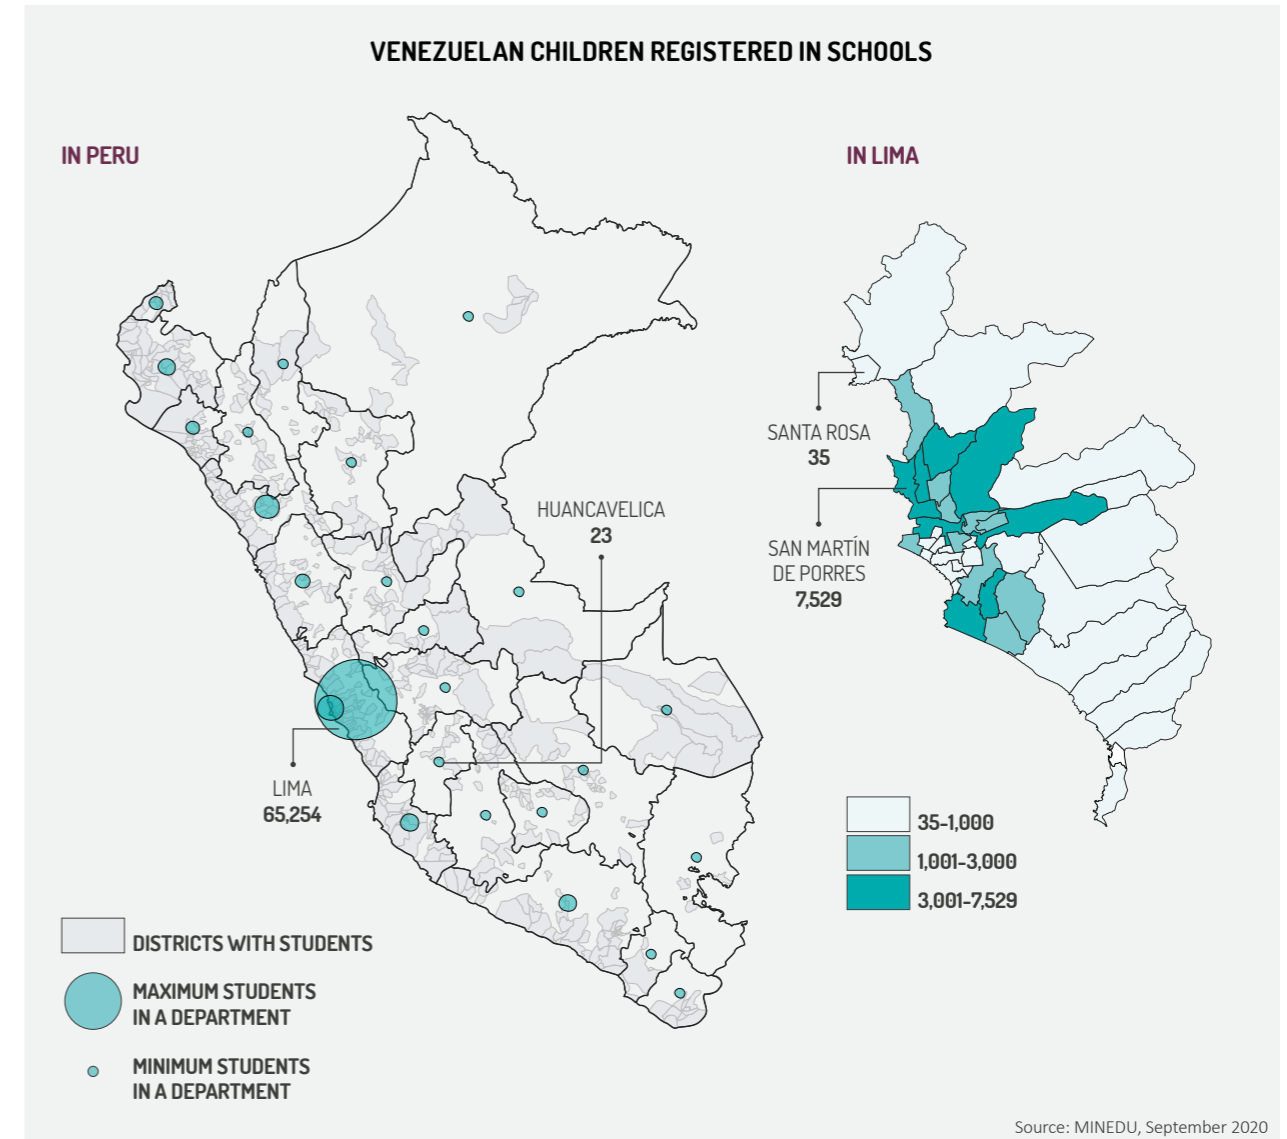 VENEZUELAN CHILDREN REGISTERED IN SCHOOLS
IN PERU
HUANCAVELICA
23
LIMA
65,254
DISTRICTS WITH STUDENTS
MAXIMUM STUDENTS
IN A DEPARTMENT
MINIMUM STUDENTS
IN A DEPARTMENT
IN LIMA
SANTA ROSA
35
SAN MARTÍN
DE PORRES
7,529
35-1,000
1,001-3,000
3,001-7,529
Source: MINEDU, September 2020